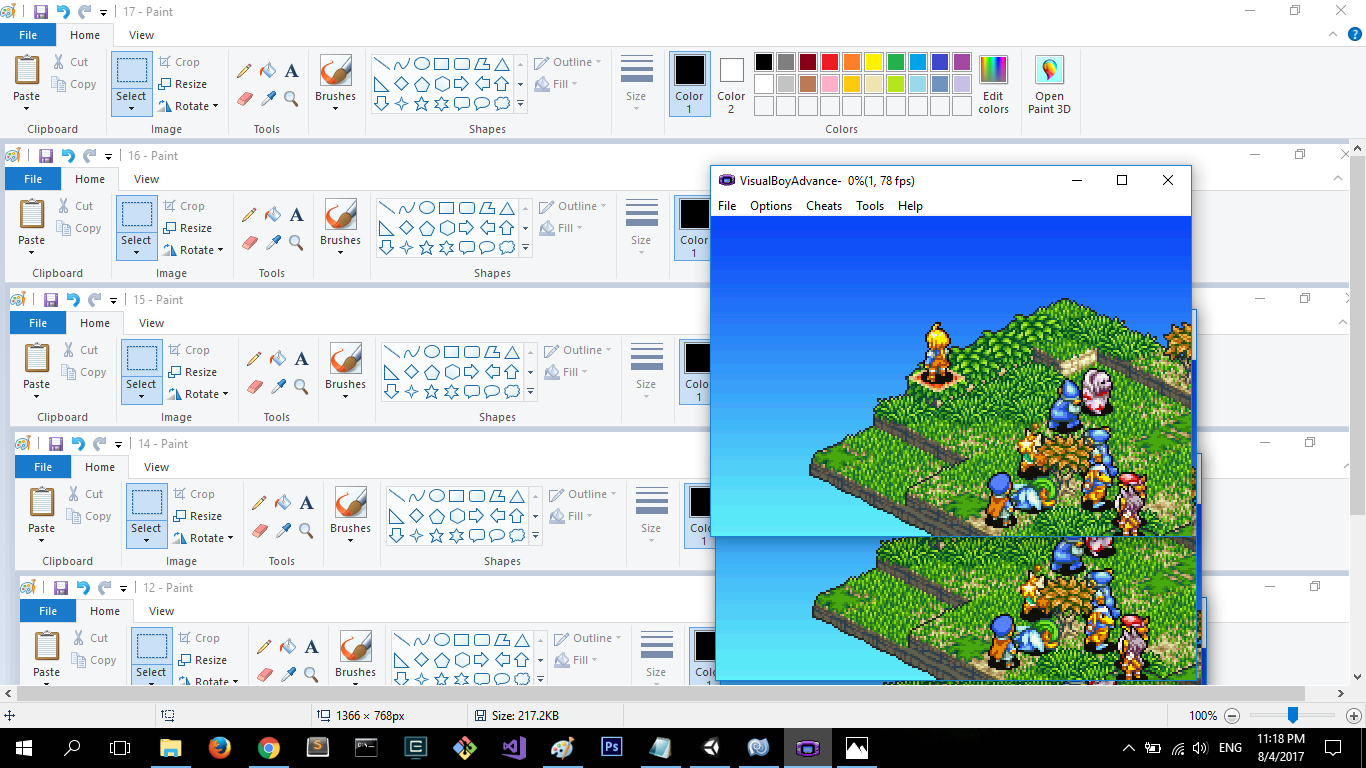 17 - Paint
File Home View
Paste Cut Copy Select Crop Resize Rotate A Brushes Outline Fill Size Color 1 Color 2 Edit colors Open Paint 3D
Clipboard Image Tools Shapes Colors
16 - Paint
File Home View
Paste Cut Copy Select Crop Resize Rotate A Brushes Outline Fill Size Color 1
Clipboard Image Tools Shapes
VisualBoyAdvance- 0%(1, 78 fps)
File Options Cheats Tools Help
15 - Paint
File Home View
Paste Cut Copy Select Crop Resize Rotate A Brushes Outline Fill Size Colo 1
Clipboard Image Tools Shapes
14 - Paint
File Home View
Paste Cut Copy Select Crop Resize Rotate A Brushes Outline Fill Size Colo 1
Clipboard Image Tools Shapes
12 - Paint
File Home View
Paste Cut Copy Select Crop Resize Rotate A Brushes Outline Fill Size Colo
1366 × 768px Size: 217.2KB 100%
Ps ENG 11:18 PM
8/4/2017